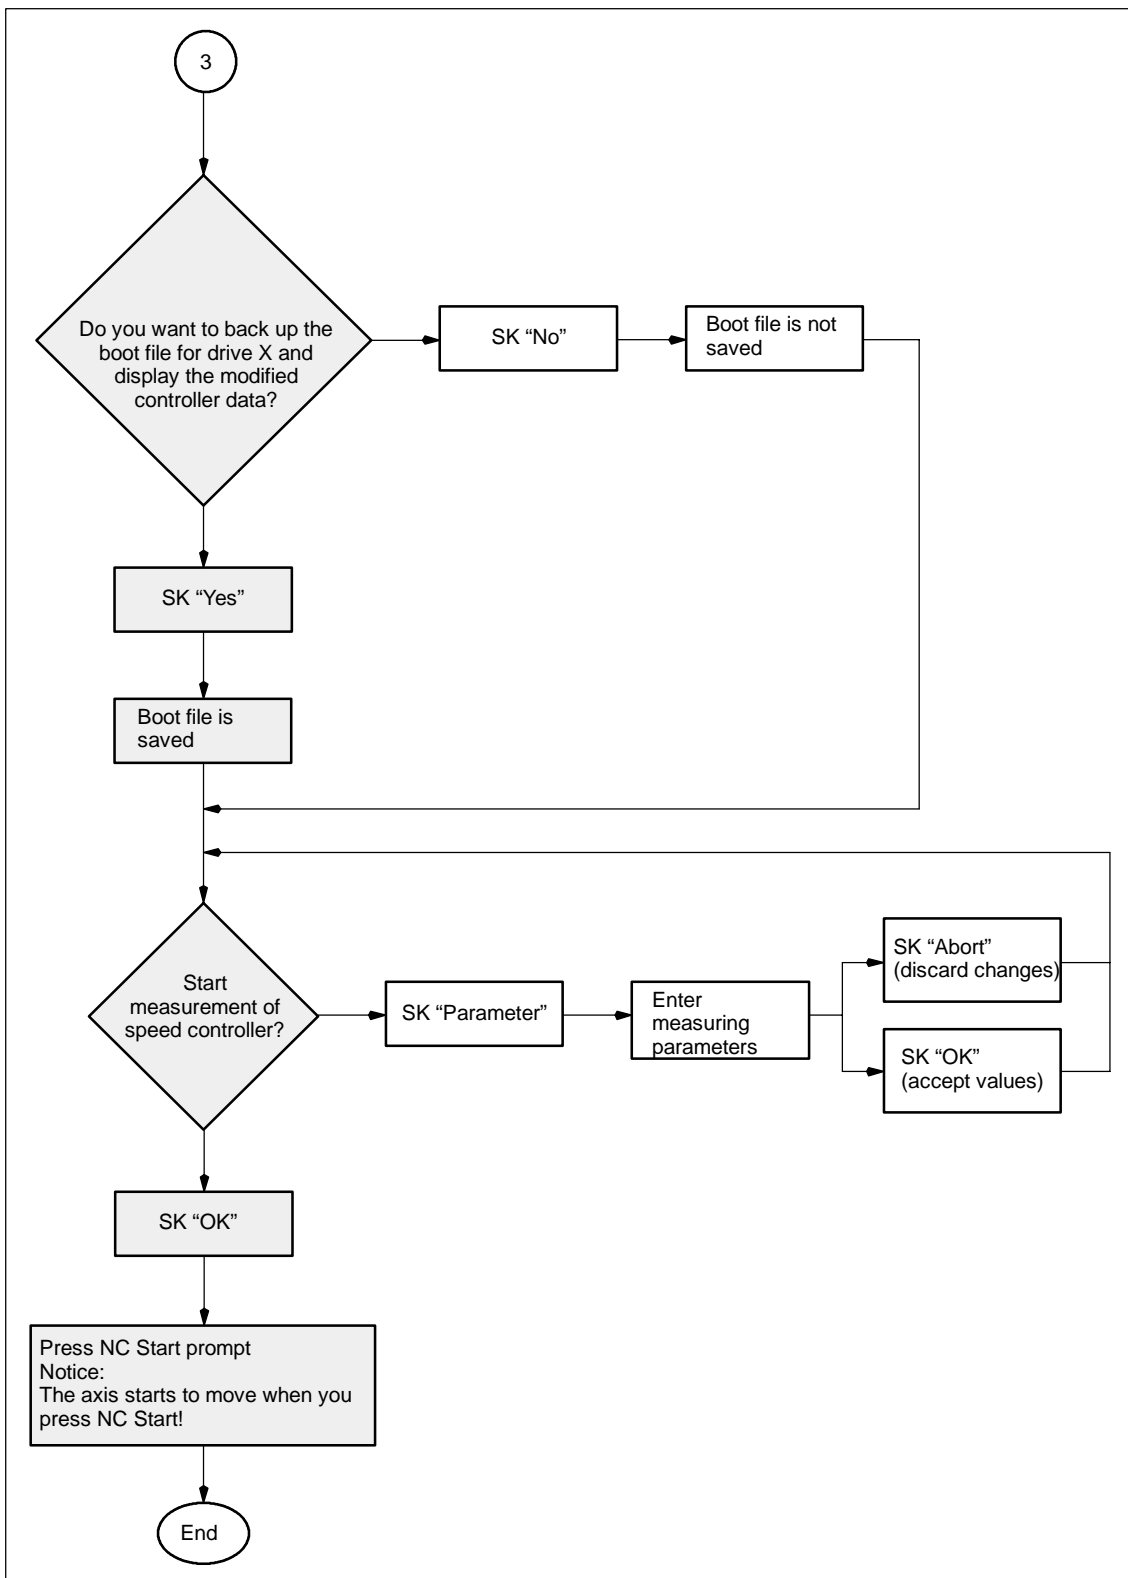 3
Do you want to back up the
boot file for drive X and
display the modified
controller data?
SK “No”
Boot file is not
saved
SK “Yes”
Boot file is
saved
Start
measurement of
speed controller?
SK “Parameter”
Enter
measuring
parameters
SK “Abort”
(discard changes)
SK “OK”
(accept values)
SK “OK”
Press NC Start prompt
Notice:
The axis starts to move when you
press NC Start!
End